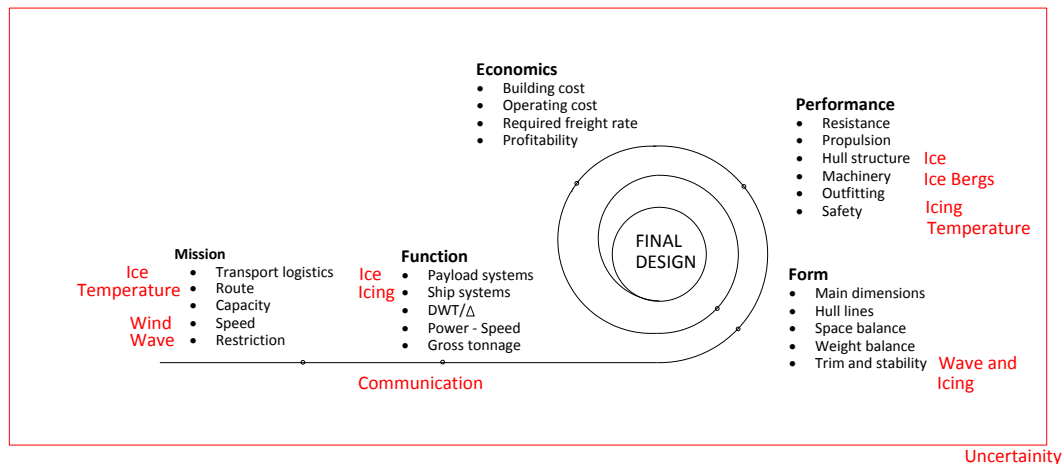 Economics
• Building cost
• Operating cost
• Required freight rate
• Profitability
Performance
• Resistance
• Propulsion
• Hull structure
• Machinery
• Outfitting
• Safety
Ice
Ice Bergs
Icing
Temperature
Mission
• Transport logistics
• Route
• Capacity
• Speed
• Restriction
Ice
Temperature
Wind
Wave
Function
• Payload systems
• Ship systems
• DWT/Δ
• Power - Speed
• Gross tonnage
Ice
Icing
FINAL
DESIGN
Form
• Main dimensions
• Hull lines
• Space balance
• Weight balance
• Trim and stability
Wave and
Icing
Communication
Uncertainity